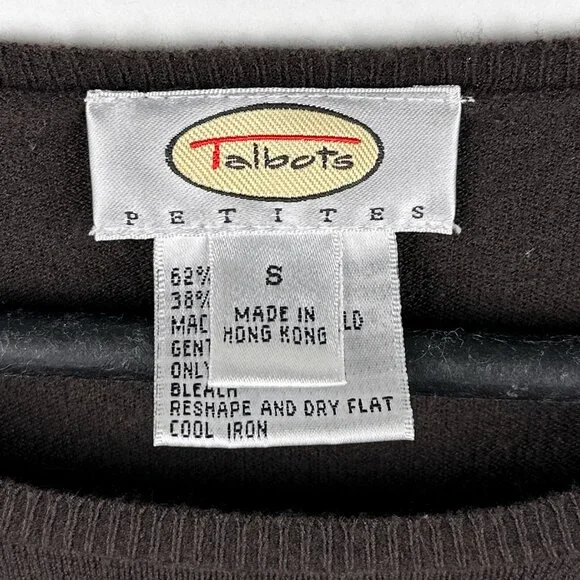 Talbots
PETITES
S
MADE IN
HONG KONG
62%
38%
MAC LD
GENT
ONLY
BLEACH
RESHAPE AND DRY FLAT
COOL IRON